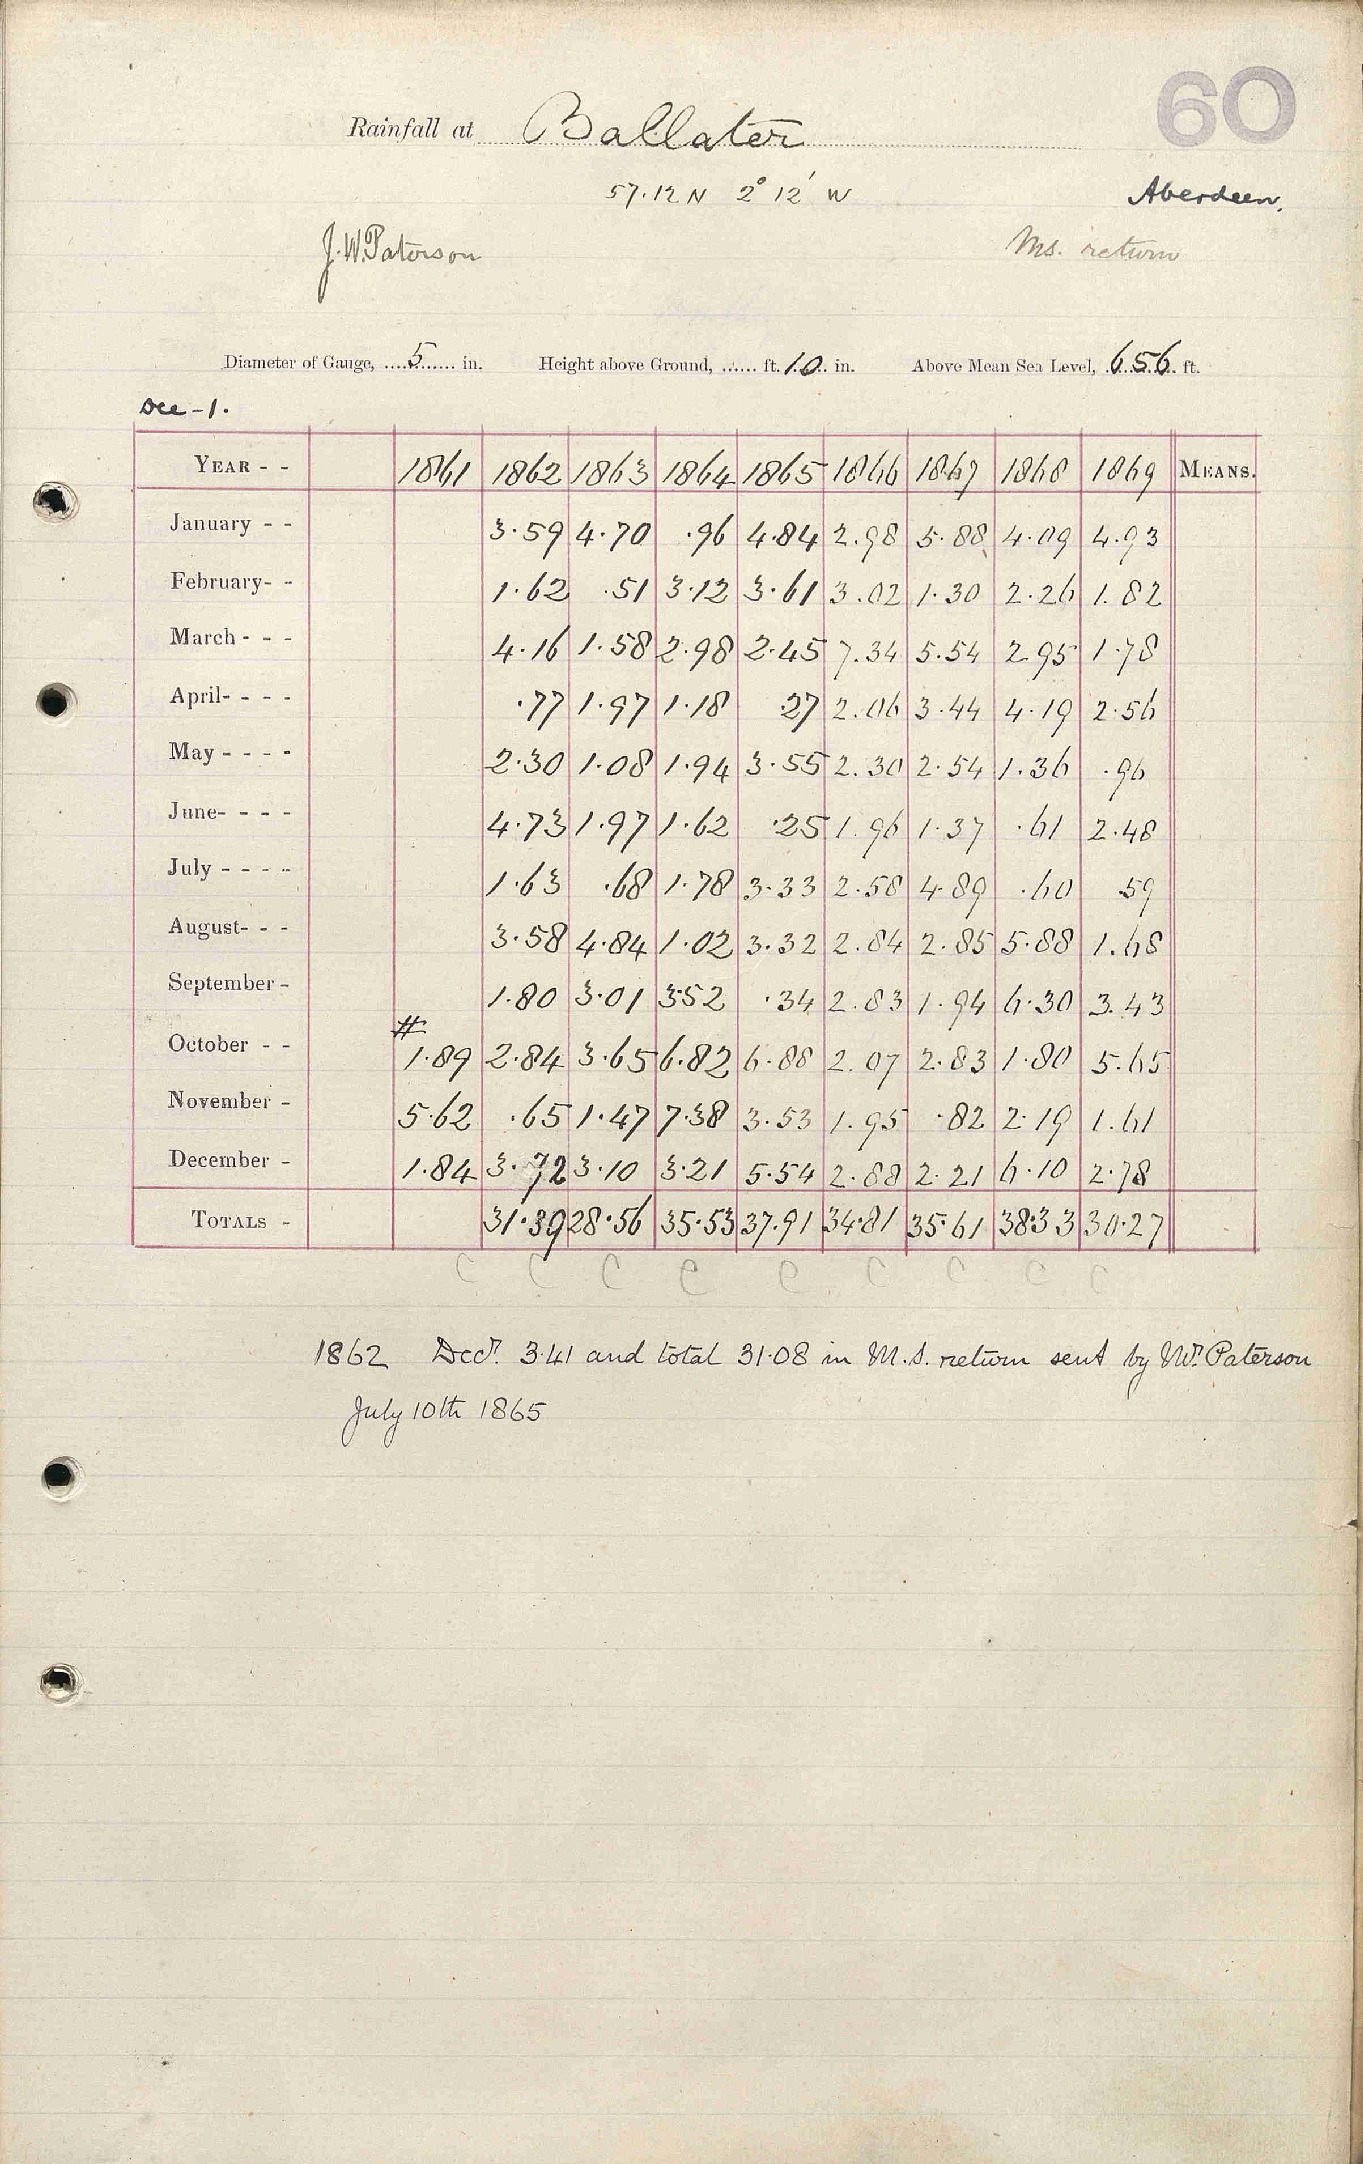 60
Rainfall at Ballater
57.12 N 2° 12' W
Aberdeen.
J. W. Paterson
Ms. return
Diameter of Gauge, 5 in. Height above Ground, ...... ft. 10 in. Above Mean Sea Level, 656 ft.
Dec - 1.
YEAR - - 1861 1862 1863 1864 1865 1866 1867 1868 1869 MEANS.
January - - 3.59 4.70 .96 4.84 2.98 5.88 4.09 4.93
February- - 1.62 .51 3.12 3.61 3.02 1.30 2.26 1.82
March - - - 4.16 1.58 2.98 2.45 7.34 5.54 2.95 1.78
April- - - - .77 1.97 1.18 .27 2.06 3.44 4.19 2.56
May - - - - 2.30 1.08 1.94 3.55 2.30 2.54 1.36 .96
June- - - - 4.73 1.97 1.62 .25 1.96 1.37 .61 2.48
July - - - - 1.63 .68 1.78 3.33 2.58 4.89 .60 .59
August- - - 3.58 4.84 1.02 3.32 2.84 2.85 5.88 1.68
September - 1.80 3.01 3.52 .34 2.83 1.94 6.30 3.43
#
October - - 1.89 2.84 3.65 6.82 6.88 2.07 2.83 1.80 5.65
November - 5.62 .65 1.47 7.38 3.53 1.95 .82 2.19 1.61
December - 1.84 3.72 3.10 3.21 5.54 2.88 2.21 6.10 2.78
TOTALS - 31.39 28.56 35.53 37.91 34.81 35.61 38.33 30.27
C C C C C C C C C
1862 Decr. 3.41 and total 31.08 in M.S. return sent by Mr. Paterson
July 10th 1865